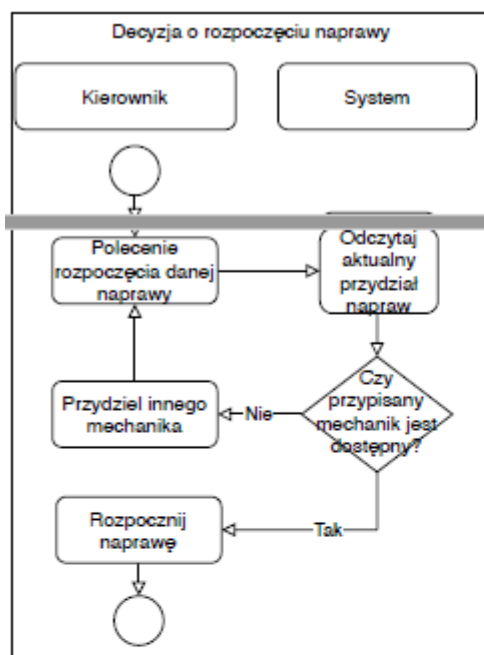 Decyzja o rozpoczęciu naprawy
Kierownik
System
Polecenie
rozpoczęcia danej
naprawy
Odczytaj
aktualny
przydział
napraw
Czy
przypisany
mechanik jest
dostępny?
Nie
Przydziel innego
mechanika
Tak
Rozpocznij
naprawę